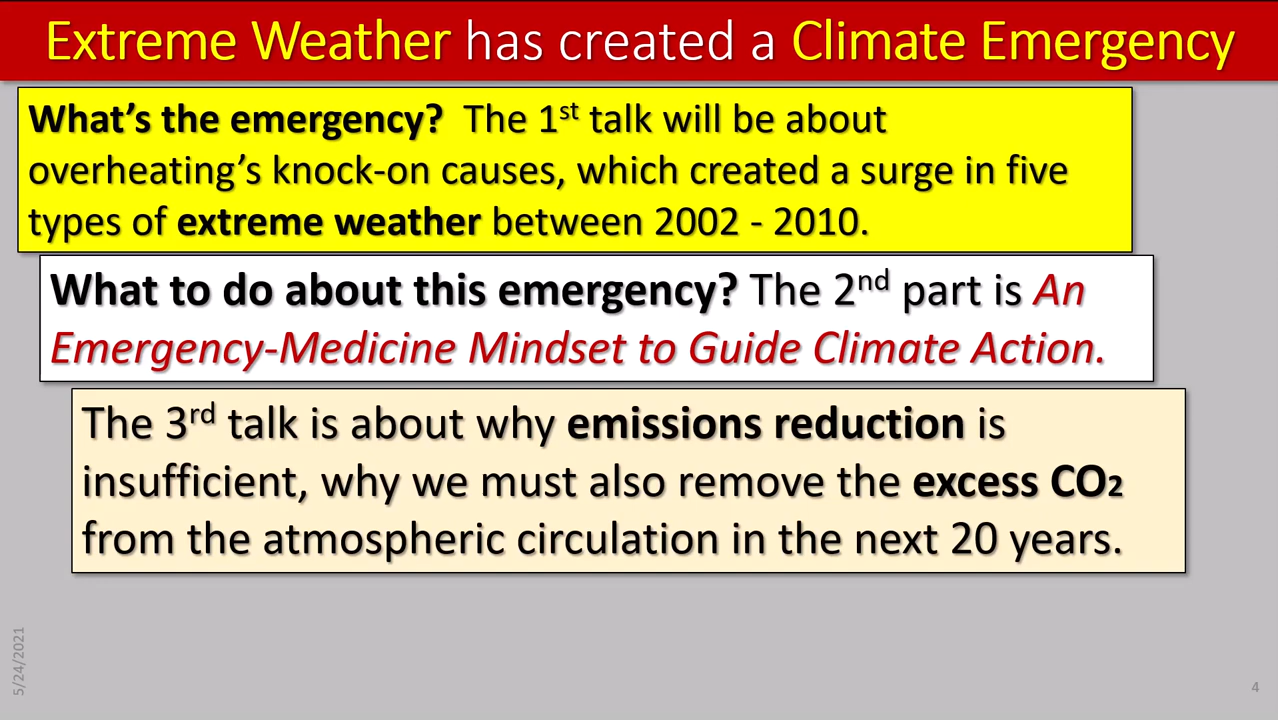 Extreme Weather has created a Climate Emergency
What’s the emergency? The 1st talk will be about
overheating’s knock-on causes, which created a surge in five
types of extreme weather between 2002 - 2010.
What to do about this emergency? The 2nd part is An
Emergency-Medicine Mindset to Guide Climate Action.
The 3rd talk is about why emissions reduction is
insufficient, why we must also remove the excess CO2
from the atmospheric circulation in the next 20 years.
5/24/2021
4